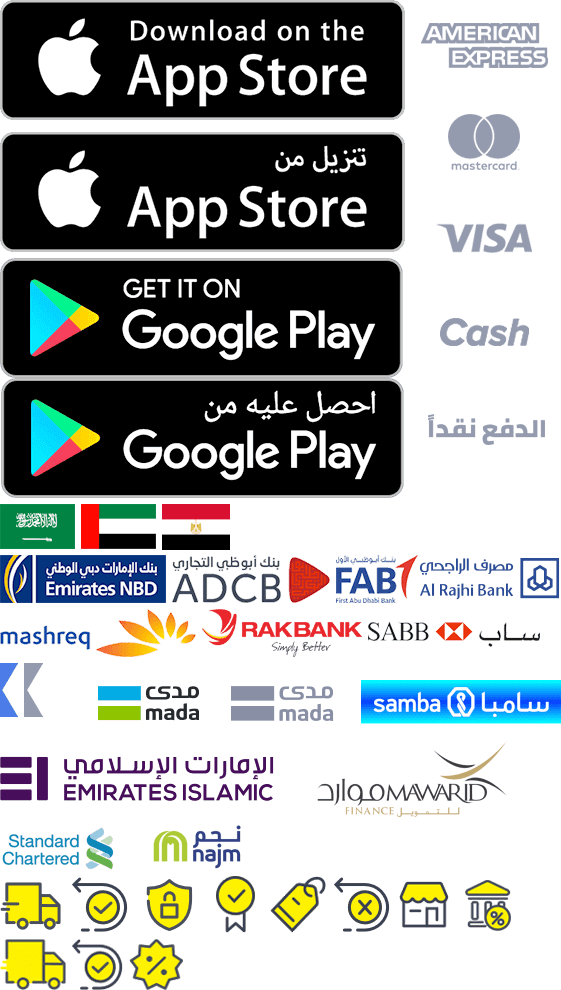 Download on the
App Store
AMERICAN
EXPRESS
تنزيل من
App Store
mastercard
GET IT ON
Google Play
VISA
Cash
احصل عليه من
Google Play
الدفع نقداً
بنك الإمارات دبي الوطني
Emirates NBD
بنك أبوظبي التجاري
ADCB
بنك أبوظبي الأول
FAB
First Abu Dhabi Bank
مصرف الراجحي
Al Rajhi Bank
mashreq
RAKBANK
Simply Better
SABB ساب
مدى
mada
مدى
mada
samba سامبا
الإمارات الإسلامي
EMIRATES ISLAMIC
موارد MAWARID
FINANCE للتمويل
Standard
Chartered
نجم
najm